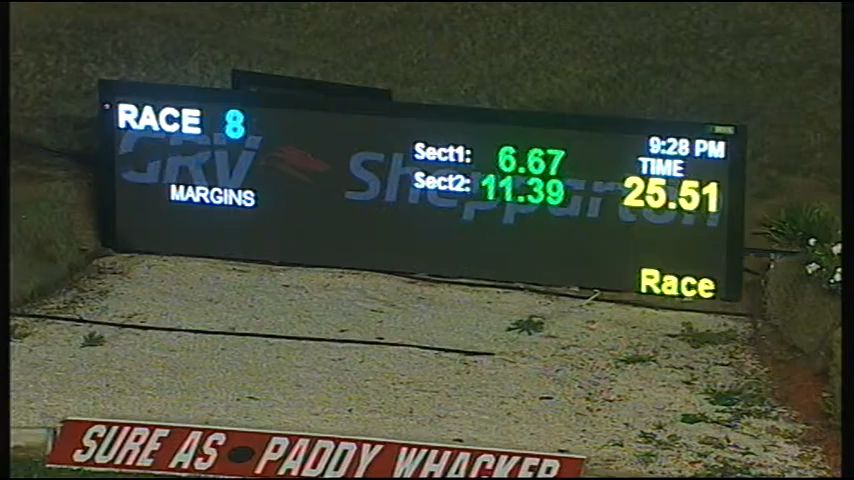 RACE 8
9:28 PM
GRV Shepparton
Sect1: 6.67
TIME
Sect2: 11.39
25.51
MARGINS
Race
SURE AS PADDY WHACKER